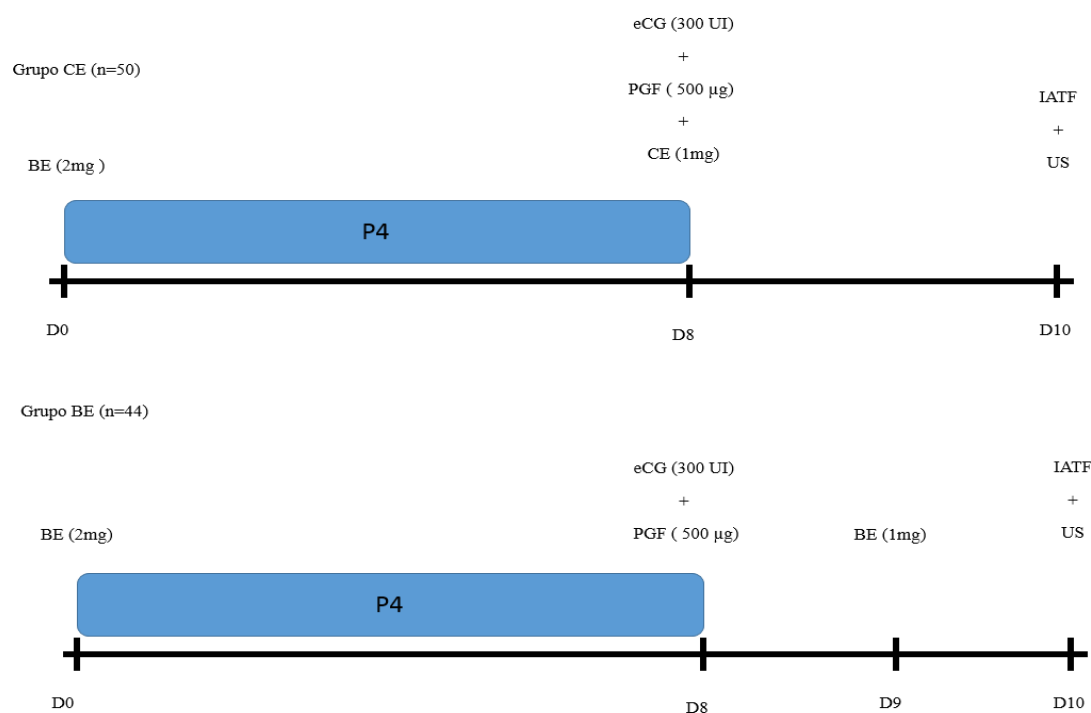 eCG (300 UI)
+
Grupo CE (n=50)
PGF ( 500 µg)
+
CE (1mg)
IATF
+
US
BE (2mg )
P4
D0
D8
D10
Grupo BE (n=44)
eCG (300 UI)
+
PGF ( 500 µg)
IATF
+
US
BE (2mg)
BE (1mg)
P4
D0
D8
D9
D10